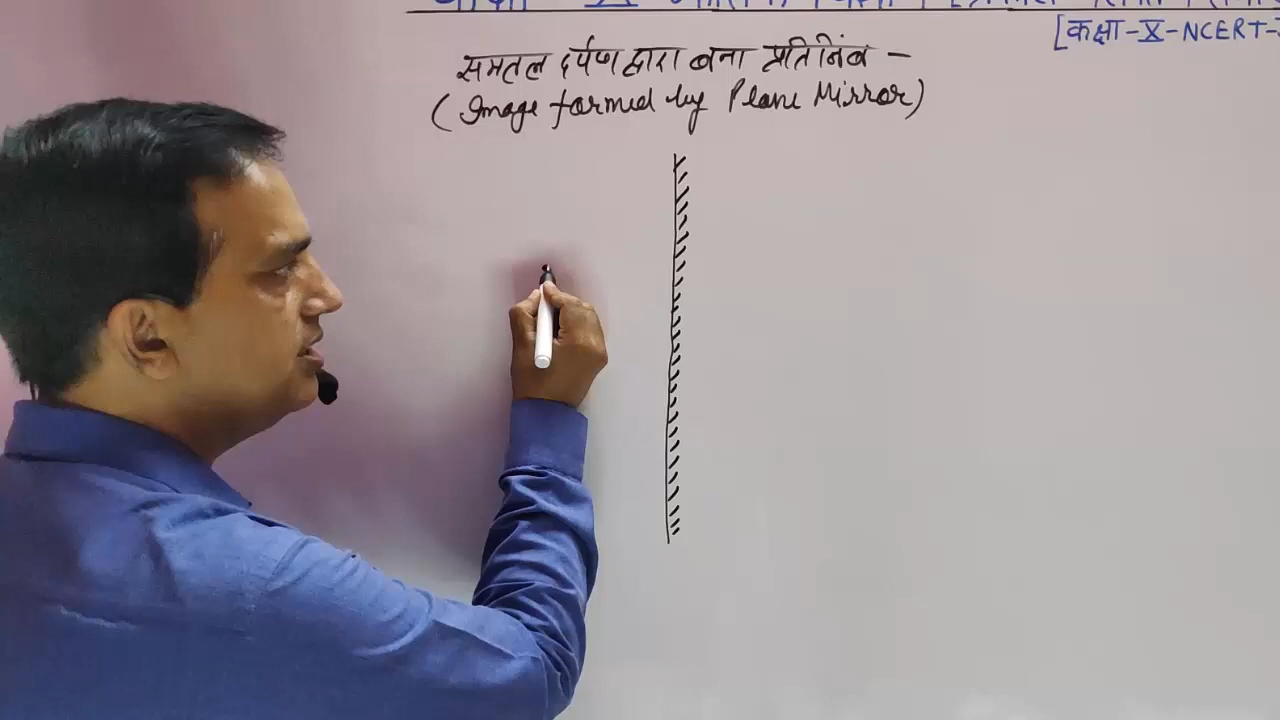 [कक्षा-X-NCERT-
समतल दर्पण द्वारा बना प्रतिबिंब -
(Image formed by Plane Mirror)